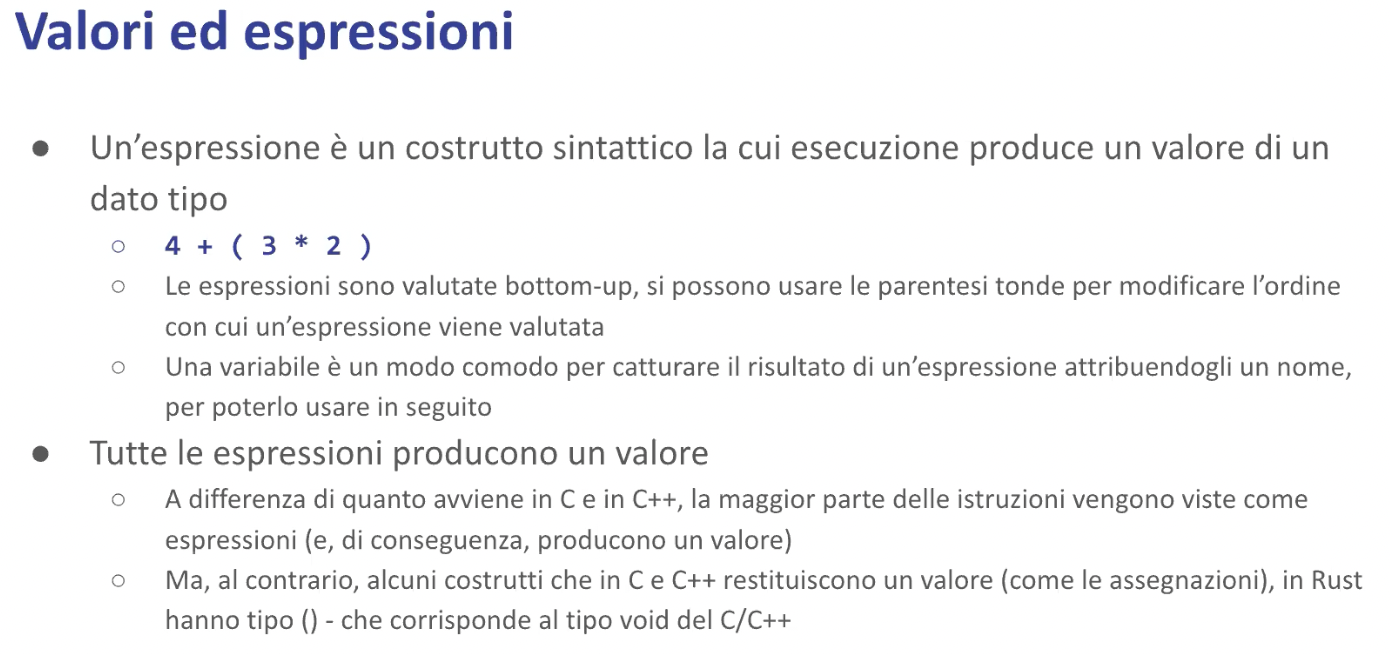 Valori ed espressioni
● Un’espressione è un costrutto sintattico la cui esecuzione produce un valore di un
dato tipo
○ 4 + ( 3 * 2 )
○ Le espressioni sono valutate bottom-up, si possono usare le parentesi tonde per modificare l’ordine
con cui un’espressione viene valutata
○ Una variabile è un modo comodo per catturare il risultato di un’espressione attribuendogli un nome,
per poterlo usare in seguito
● Tutte le espressioni producono un valore
○ A differenza di quanto avviene in C e in C++, la maggior parte delle istruzioni vengono viste come
espressioni (e, di conseguenza, producono un valore)
○ Ma, al contrario, alcuni costrutti che in C e C++ restituiscono un valore (come le assegnazioni), in Rust
hanno tipo () - che corrisponde al tipo void del C/C++